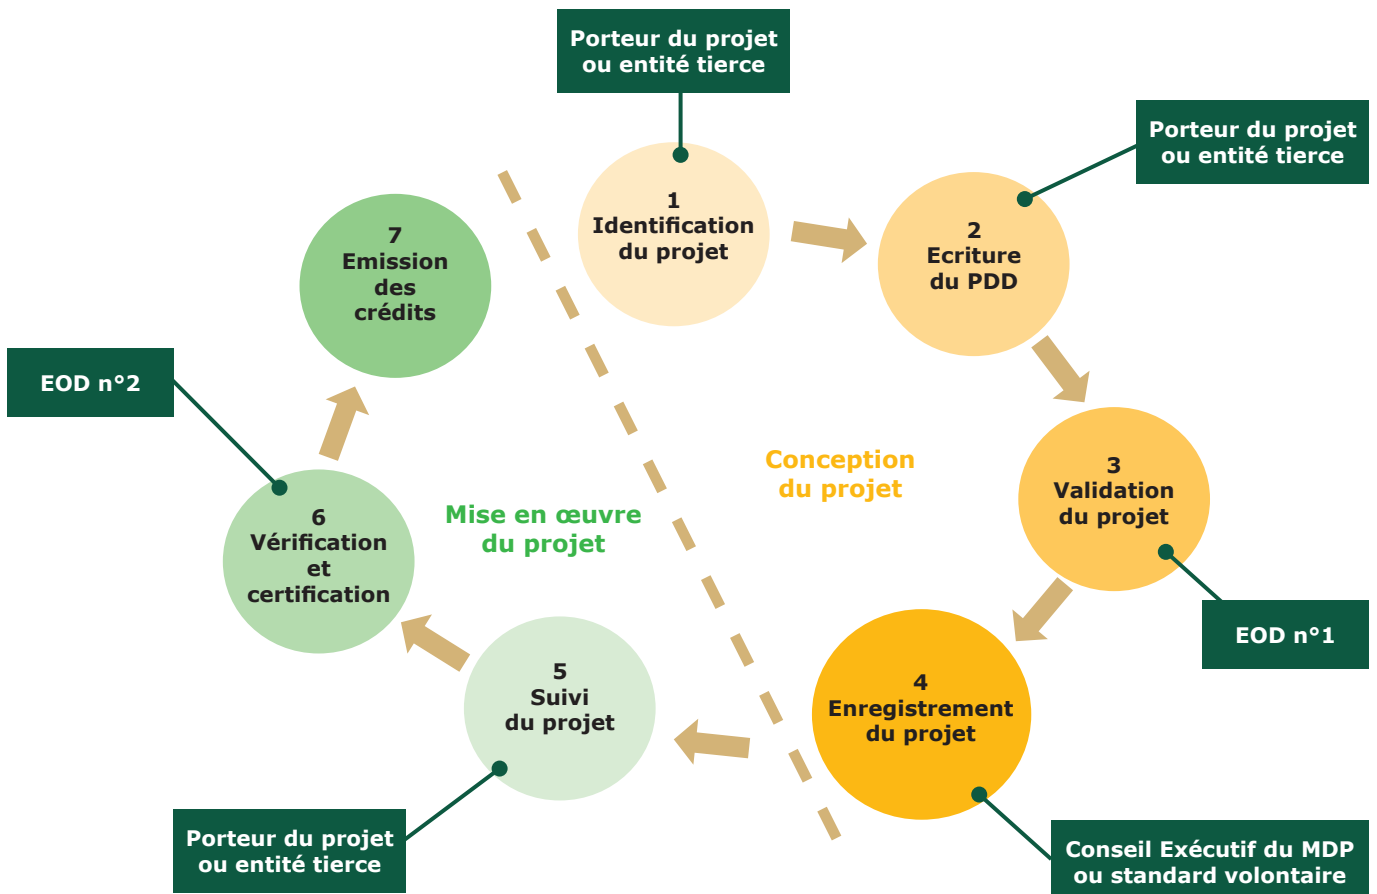 Porteur du projet
ou entité tierce
1
Identification
du projet
Porteur du projet
ou entité tierce
2
Ecriture
du PDD
3
Validation
du projet
EOD n°1
4
Enregistrement
du projet
Conseil Exécutif du MDP
ou standard volontaire
Conception
du projet
Mise en œuvre
du projet
5
Suivi
du projet
Porteur du projet
ou entité tierce
6
Vérification
et
certification
EOD n°2
7
Emission
des
crédits